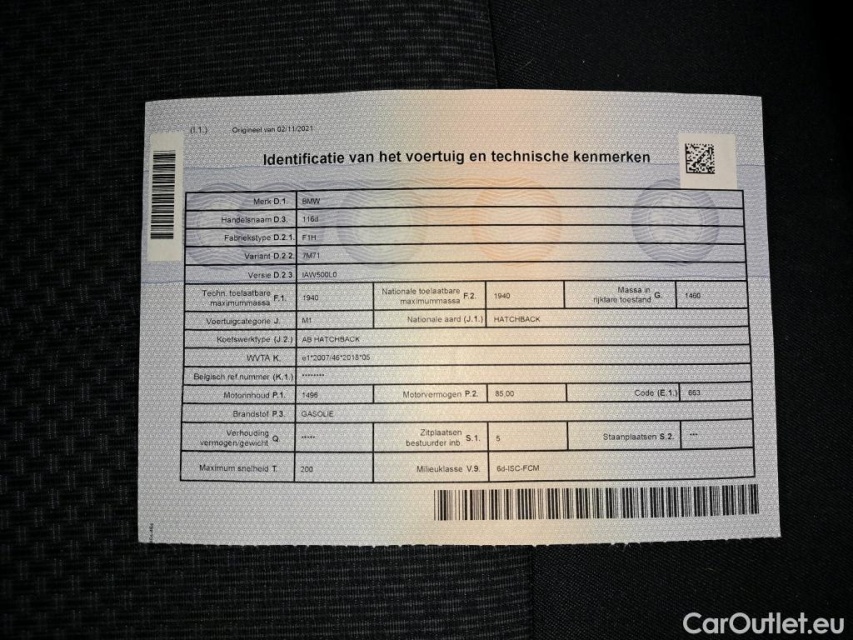 (I.1.) Origineel van 02/11/2021
Identificatie van het voertuig en technische kenmerken
Merk D.1. BMW
Handelsnaam D.3. 116d
Fabriekstype D.2.1. F1H
Variant D.2.2. 7M71
Versie D.2.3. IAW500L0
Techn. toelaatbare maximummassa F.1. 1940 Nationale toelaatbare maximummassa F.2. 1940 Massa in rijklare toestand G. 1460
Voertuigcategorie J. M1 Nationale aard (J.1.) HATCHBACK
Koetswerktype (J.2.) AB HATCHBACK
WVTA K. e1*2007/46*2018*05
Belgisch ref.nummer (K.1.) ********
Motorinhoud P.1. 1496 Motorvermogen P.2. 85,00 Code (E.1.) 663
Brandstof P.3. GASOLIE
Verhouding vermogen/gewicht Q. ***** Zitplaatsen bestuurder inb. S.1. 5 Staanplaatsen S.2. ***
Maximum snelheid T. 200 Milieuklasse V.9. 6d-ISC-FCM
CarOutlet.eu